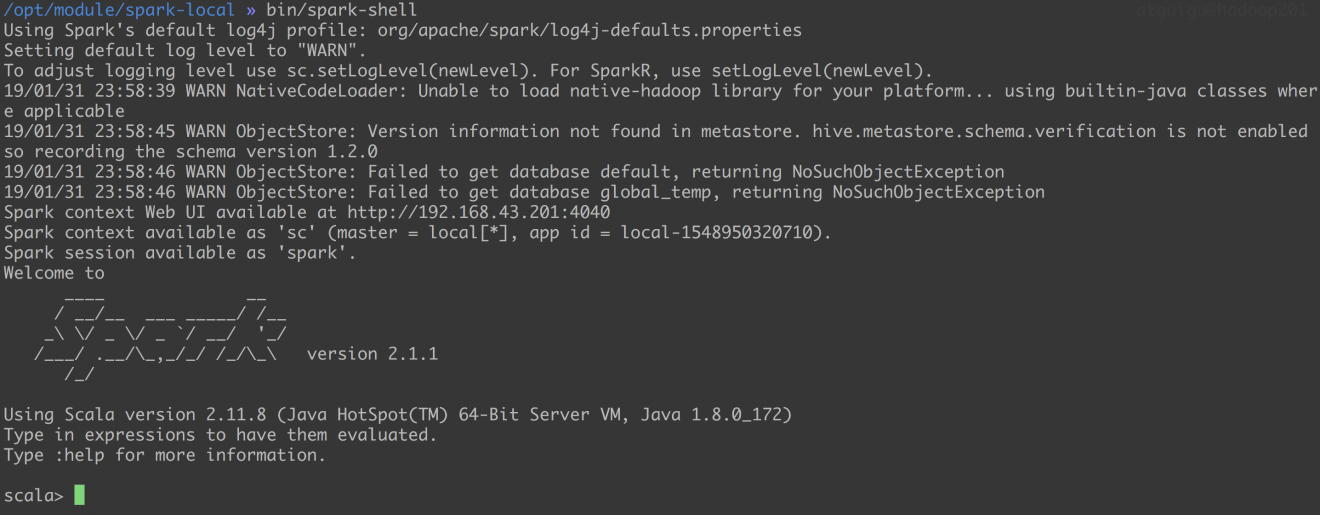 /opt/module/spark-local » bin/spark-shell atguigu@hadoop201
Using Spark's default log4j profile: org/apache/spark/log4j-defaults.properties
Setting default log level to "WARN".
To adjust logging level use sc.setLogLevel(newLevel). For SparkR, use setLogLevel(newLevel).
19/01/31 23:58:39 WARN NativeCodeLoader: Unable to load native-hadoop library for your platform... using builtin-java classes wher
e applicable
19/01/31 23:58:45 WARN ObjectStore: Version information not found in metastore. hive.metastore.schema.verification is not enabled
so recording the schema version 1.2.0
19/01/31 23:58:46 WARN ObjectStore: Failed to get database default, returning NoSuchObjectException
19/01/31 23:58:46 WARN ObjectStore: Failed to get database global_temp, returning NoSuchObjectException
Spark context Web UI available at http://192.168.43.201:4040
Spark context available as 'sc' (master = local[*], app id = local-1548950320710).
Spark session available as 'spark'.
Welcome to
      ____              __
     / __/__  ___ _____/ /__
    _\ \/ _ \/ _ `/ __/  '_/
   /___/ .__/\_,_/_/ /_/\_\   version 2.1.1
      /_/
Using Scala version 2.11.8 (Java HotSpot(TM) 64-Bit Server VM, Java 1.8.0_172)
Type in expressions to have them evaluated.
Type :help for more information.
scala>